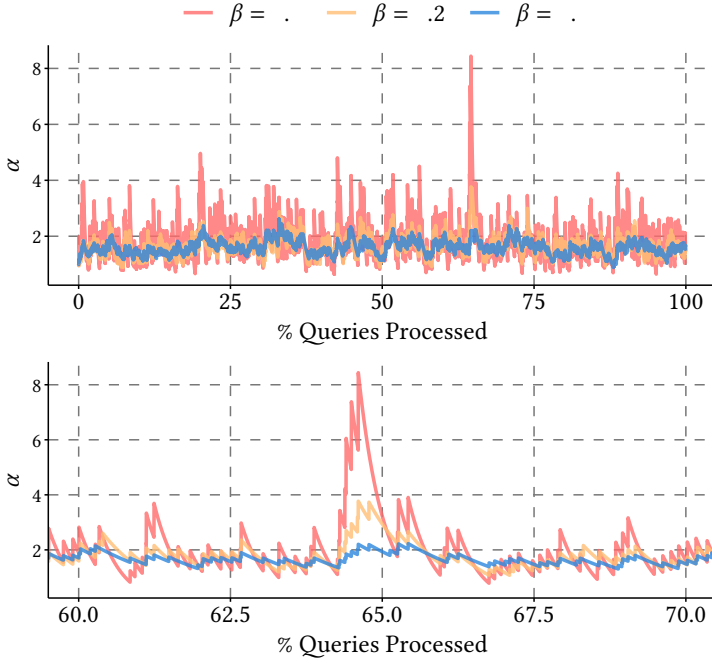 β = . β = .2 β = .
8
6
4
2
α
0 25 50 75 100
% Queries Processed
8
6
4
2
α
60.0 62.5 65.0 67.5 70.0
% Queries Processed